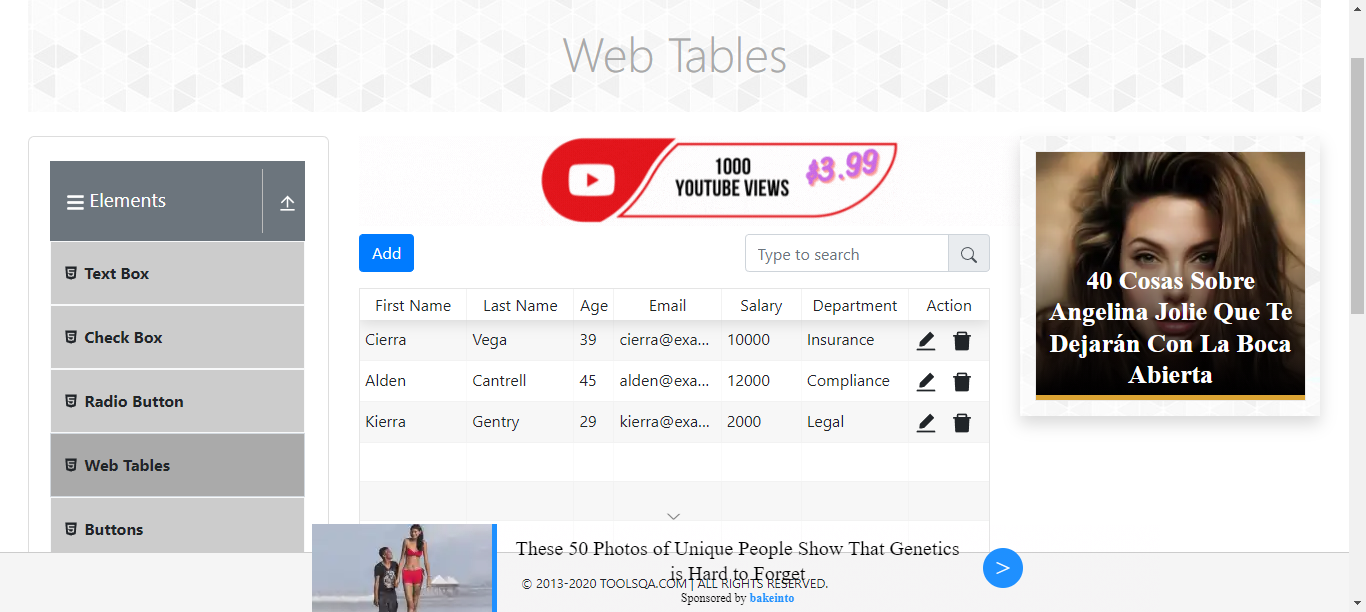 Web Tables
Elements
Text Box
Check Box
Radio Button
Web Tables
Buttons
1000
YOUTUBE VIEWS
$3.99
Add
Type to search
First Name Last Name Age Email Salary Department Action
Cierra Vega 39 cierra@exa... 10000 Insurance
Alden Cantrell 45 alden@exa... 12000 Compliance
Kierra Gentry 29 kierra@exa... 2000 Legal
40 Cosas Sobre
Angelina Jolie Que Te
Dejarán Con La Boca
Abierta
These 50 Photos of Unique People Show That Genetics
is Hard to Forget
>
© 2013-2020 TOOLSQA.COM | ALL RIGHTS RESERVED.
Sponsored by bakeinto